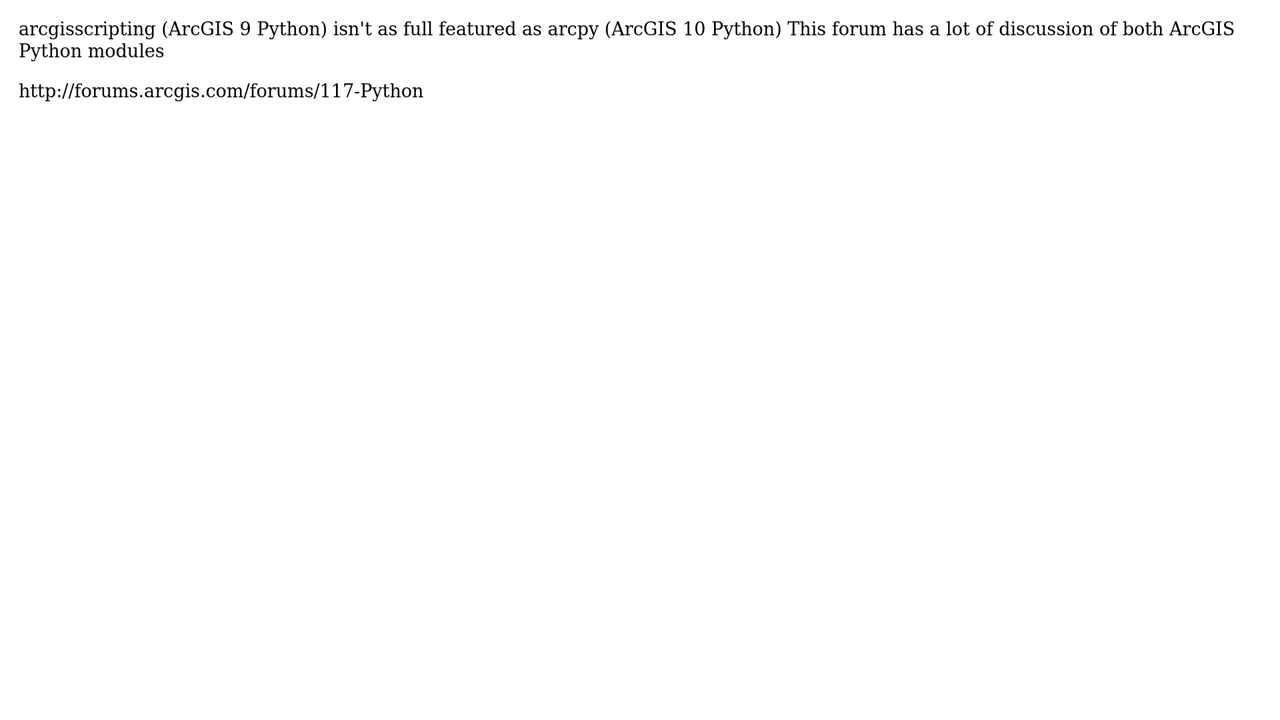 arcgisscripting (ArcGIS 9 Python) isn't as full featured as arcpy (ArcGIS 10 Python) This forum has a lot of discussion of both ArcGIS
Python modules
http://forums.arcgis.com/forums/117-Python